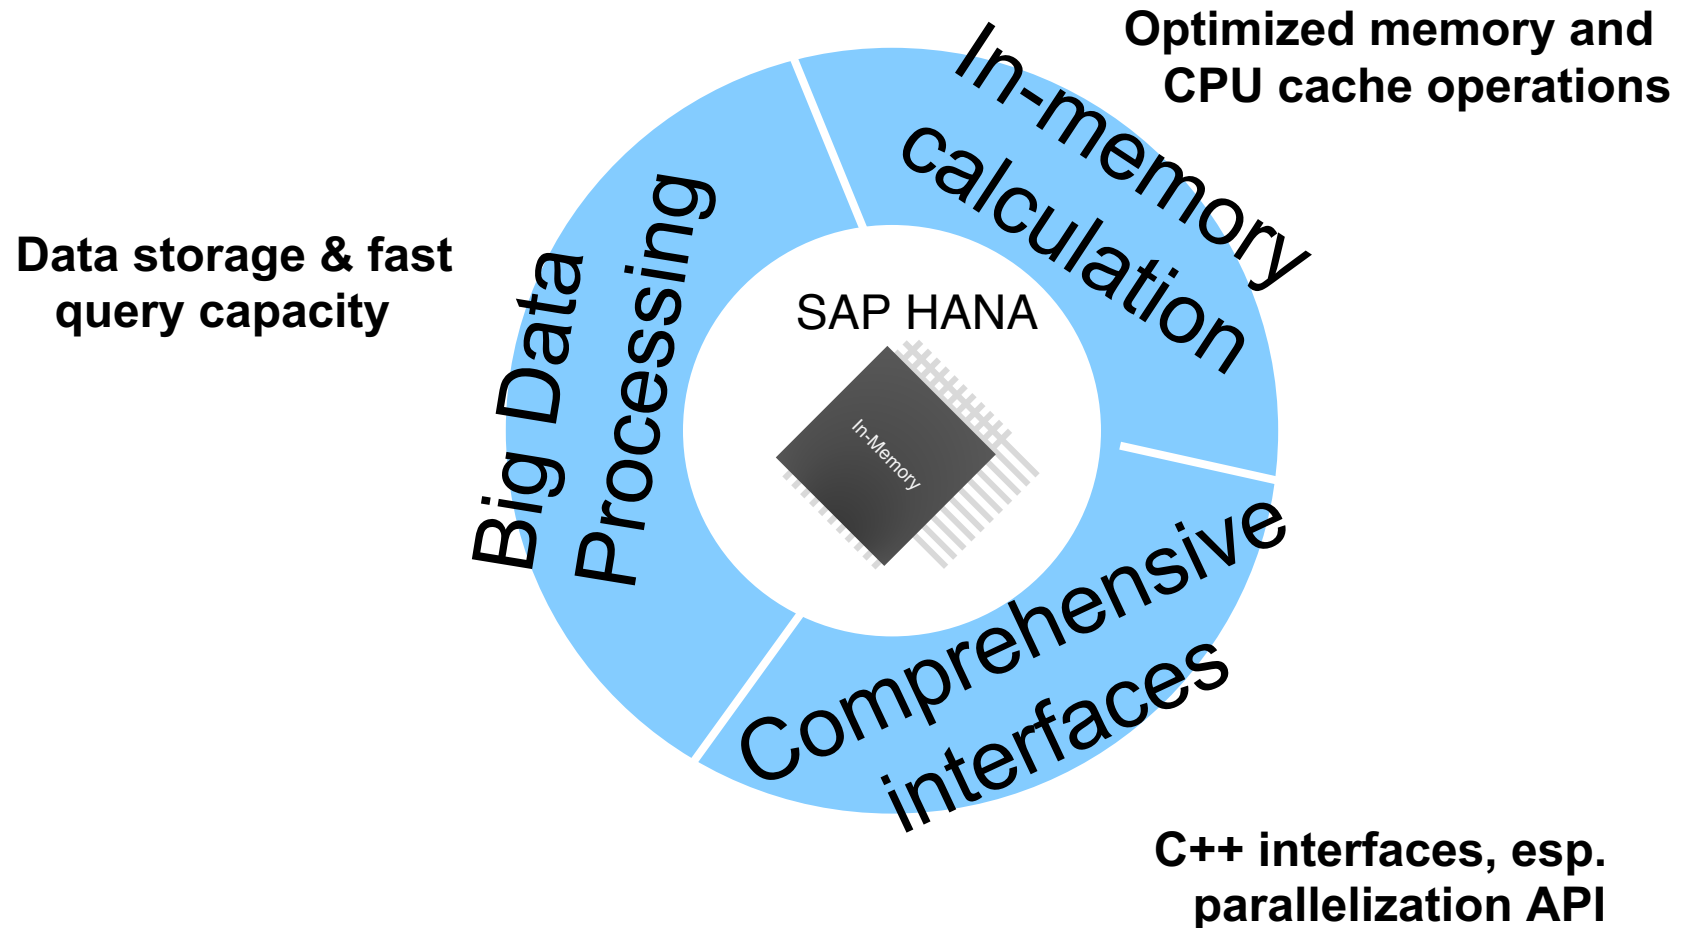 Optimized memory and
CPU cache operations
In-memory
calculation
Data storage & fast
query capacity
Big Data
Processing
SAP HANA
In-Memory
Comprehensive
interfaces
C++ interfaces, esp.
parallelization API